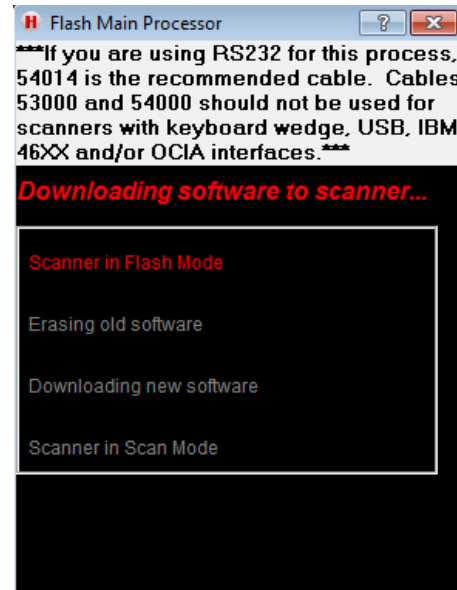 H Flash Main Processor ?
***If you are using RS232 for this process,
54014 is the recommended cable. Cables
53000 and 54000 should not be used for
scanners with keyboard wedge, USB, IBM
46XX and/or OCIA interfaces.***
Downloading software to scanner...
Scanner in Flash Mode
Erasing old software
Downloading new software
Scanner in Scan Mode